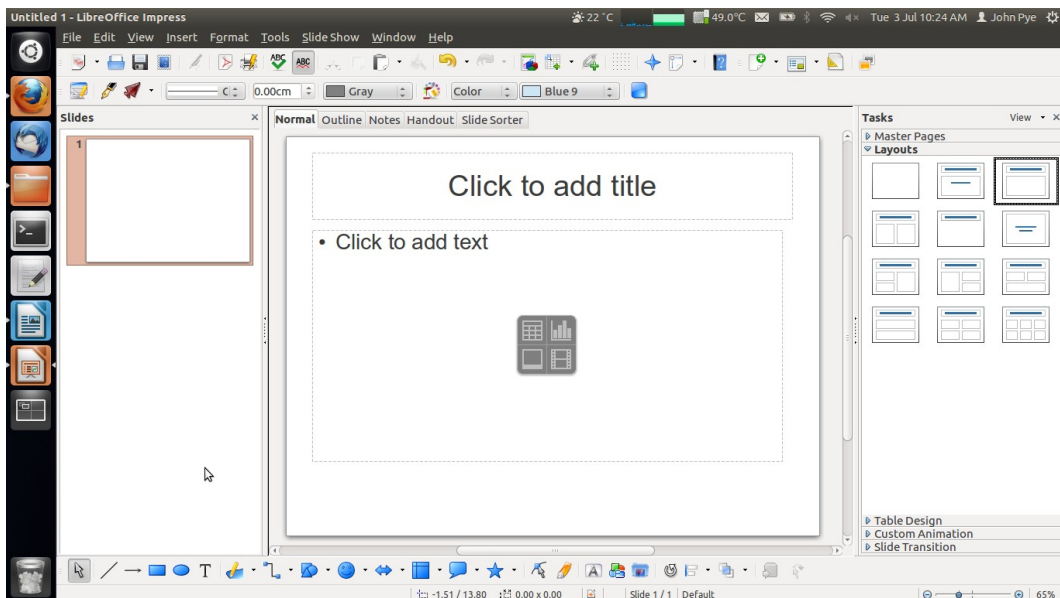 Untitled 1 - LibreOffice Impress 22 °C 49.0°C Tue 3 Jul 10:24 AM John Pye
File Edit View Insert Format Tools Slide Show Window Help
ABC ABC
0.00cm Gray Color Blue 9
Slides
Normal Outline Notes Handout Slide Sorter
Tasks View
1
Master Pages
Layouts
Click to add title
• Click to add text
Table Design
Custom Animation
Slide Transition
T A
-1.51 / 13.80 0.00 x 0.00 Slide 1 / 1 Default 65%